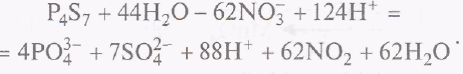 P₄S₇ + 44H₂O – 62NO₃⁻ + 124H⁺ =
= 4PO₄³⁻ + 7SO₄²⁻ + 88H⁺ + 62NO₂ + 62H₂O